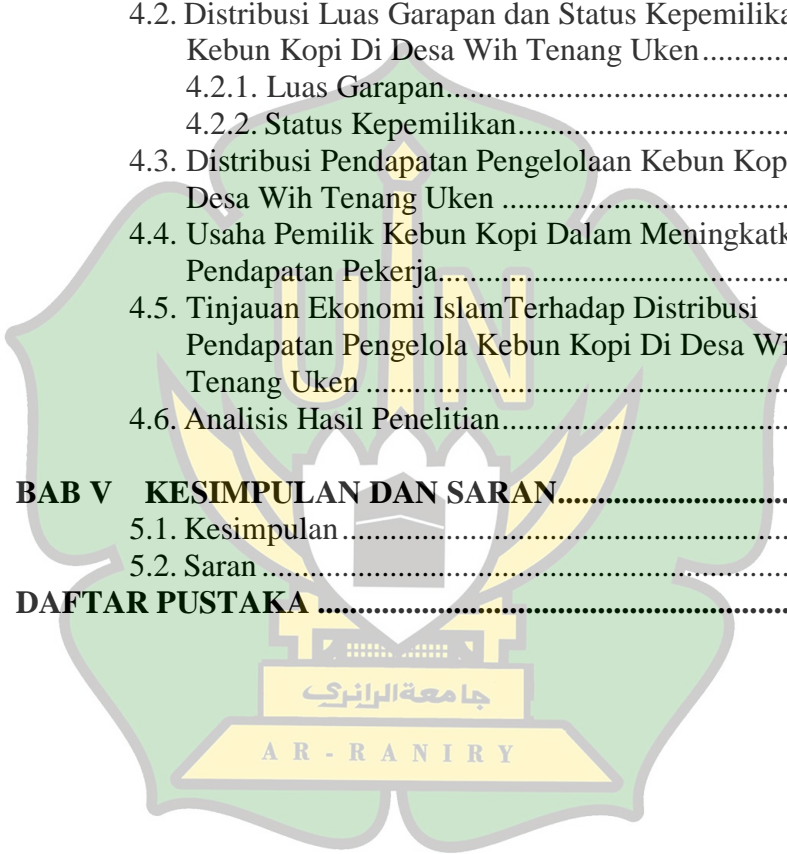 4.2. Distribusi Luas Garapan dan Status Kepemilika
Kebun Kopi Di Desa Wih Tenang Uken..............
4.2.1. Luas Garapan..............................................
4.2.2. Status Kepemilikan.....................................
4.3. Distribusi Pendapatan Pengelolaan Kebun Kop
Desa Wih Tenang Uken .......................................
4.4. Usaha Pemilik Kebun Kopi Dalam Meningkatk
Pendapatan Pekerja...............................................
4.5. Tinjauan Ekonomi IslamTerhadap Distribusi
Pendapatan Pengelola Kebun Kopi Di Desa Wi
Tenang Uken .........................................................
4.6. Analisis Hasil Penelitian.......................................
BAB V KESIMPULAN DAN SARAN............................
5.1. Kesimpulan............................................................
5.2. Saran ......................................................................
DAFTAR PUSTAKA ..........................................................
UIN
جامعةالرانري
AR-RANIRY